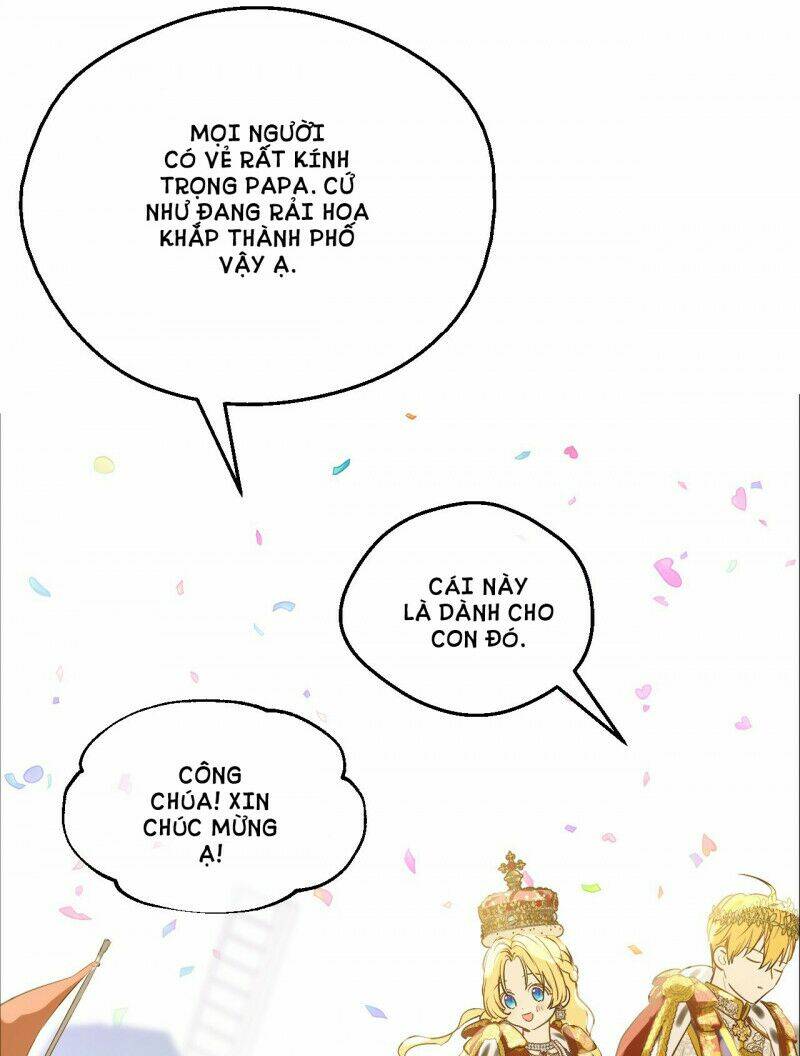 MỌI NGƯỜI
CÓ VẺ RẤT KÍNH
TRỌNG PAPA. CỨ
NHƯ ĐANG RẢI HOA
KHẮP THÀNH PHỐ
VẬY Ạ.
CÁI NÀY
LÀ DÀNH CHO
CON ĐÓ.
CÔNG
CHÚA! XIN
CHÚC MỪNG
Ạ!